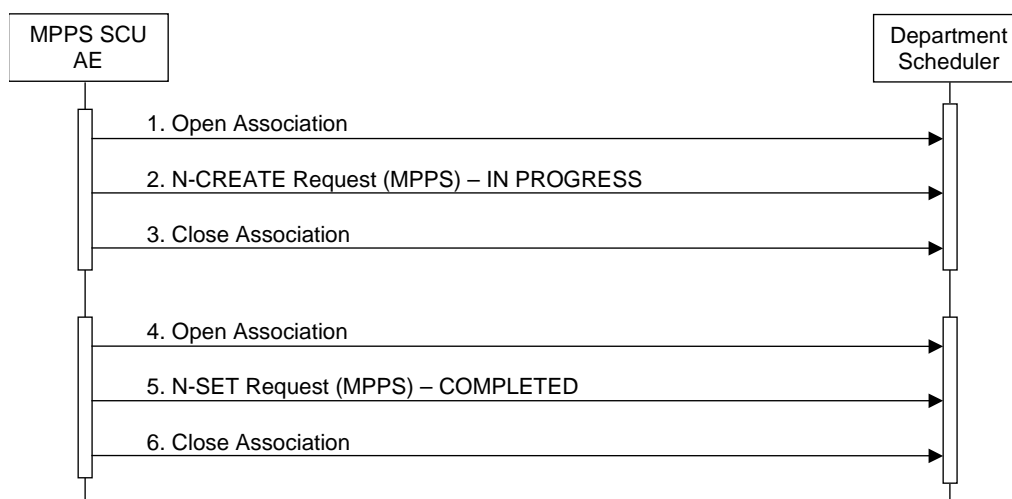 MPPS SCU
AE
Department
Scheduler
1. Open Association
2. N-CREATE Request (MPPS) – IN PROGRESS
3. Close Association
4. Open Association
5. N-SET Request (MPPS) – COMPLETED
6. Close Association